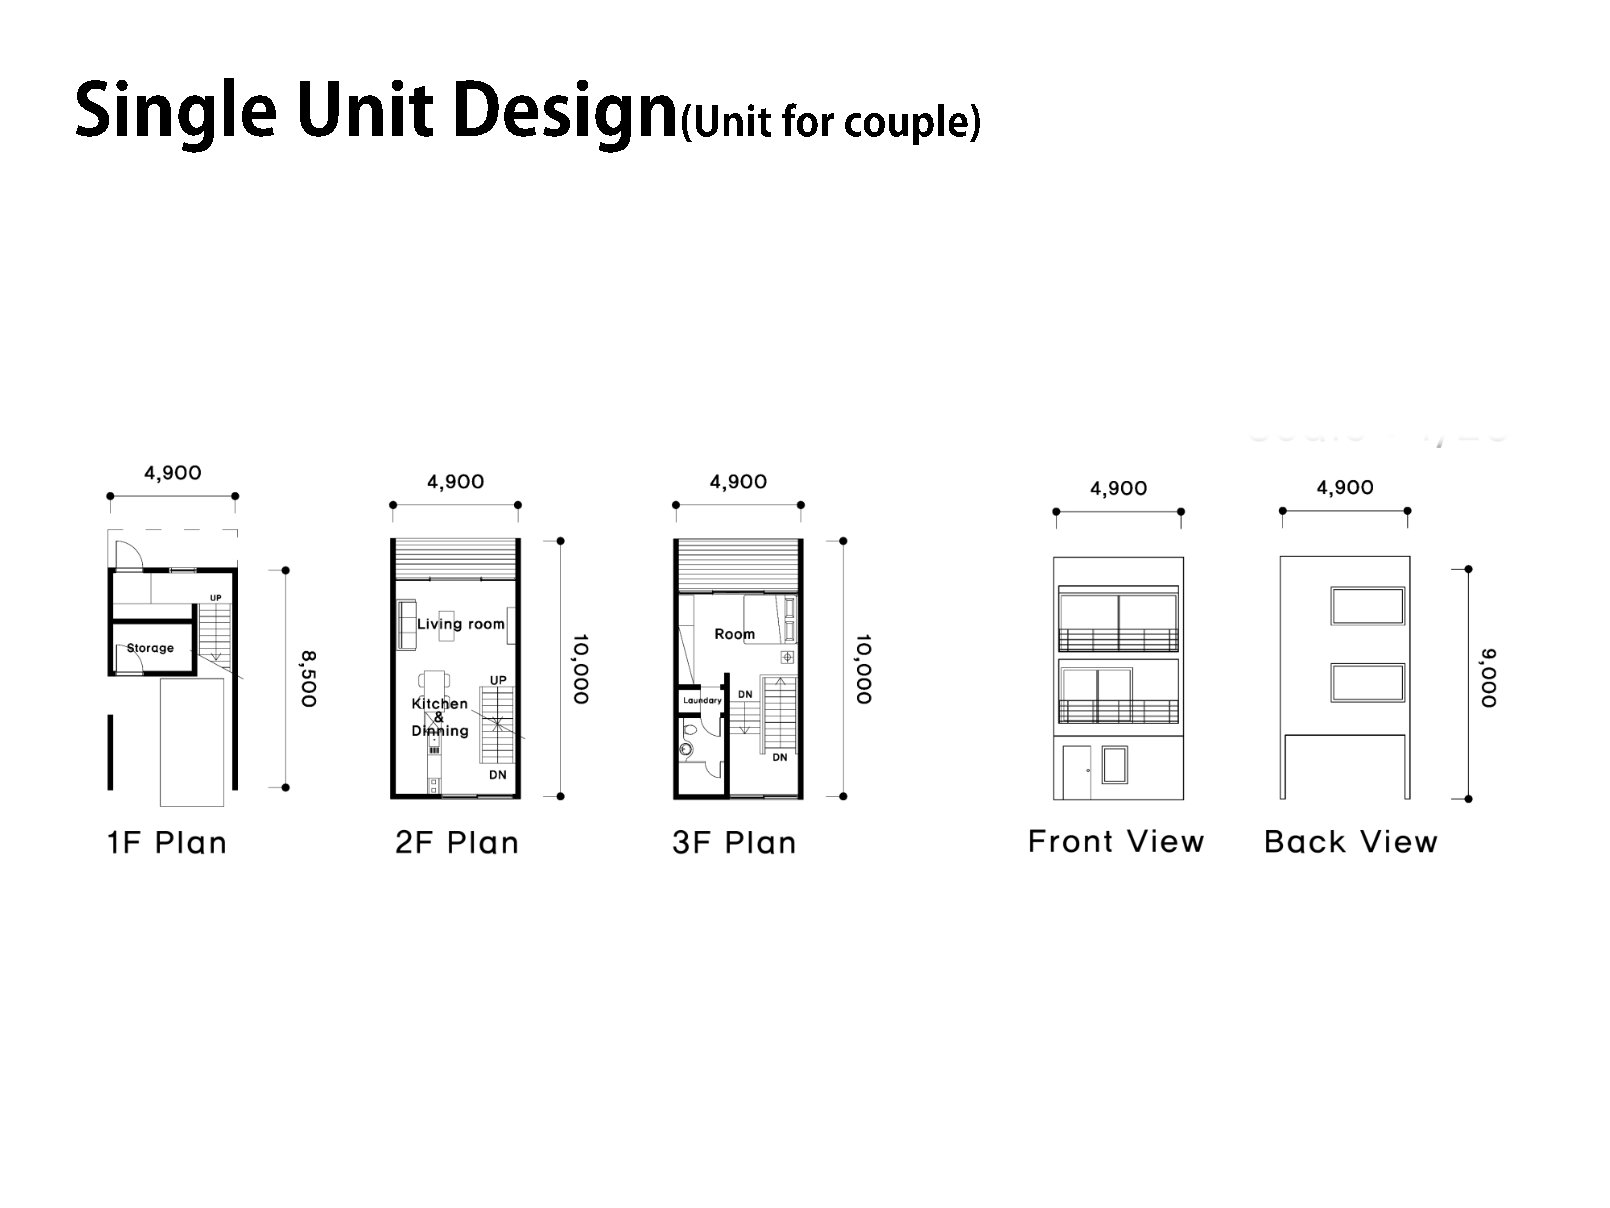 Single Unit Design(Unit for couple)
4,900
UP
Storage
8,500
1F Plan
4,900
Living room
UP
Kitchen
&
Dinning
DN
10,000
2F Plan
4,900
Room
Laundary
DN
DN
10,000
3F Plan
4,900
Front View
4,900
9,000
Back View